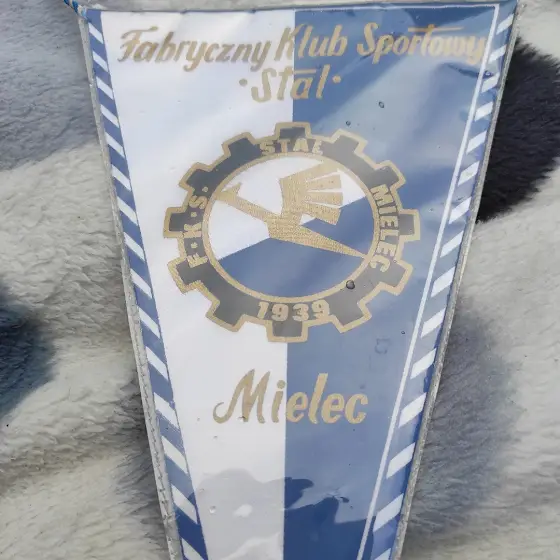 Fabryczny Klub Sportowy
·Stal·
F·K·S· STAL MIELEC
1939
Mielec